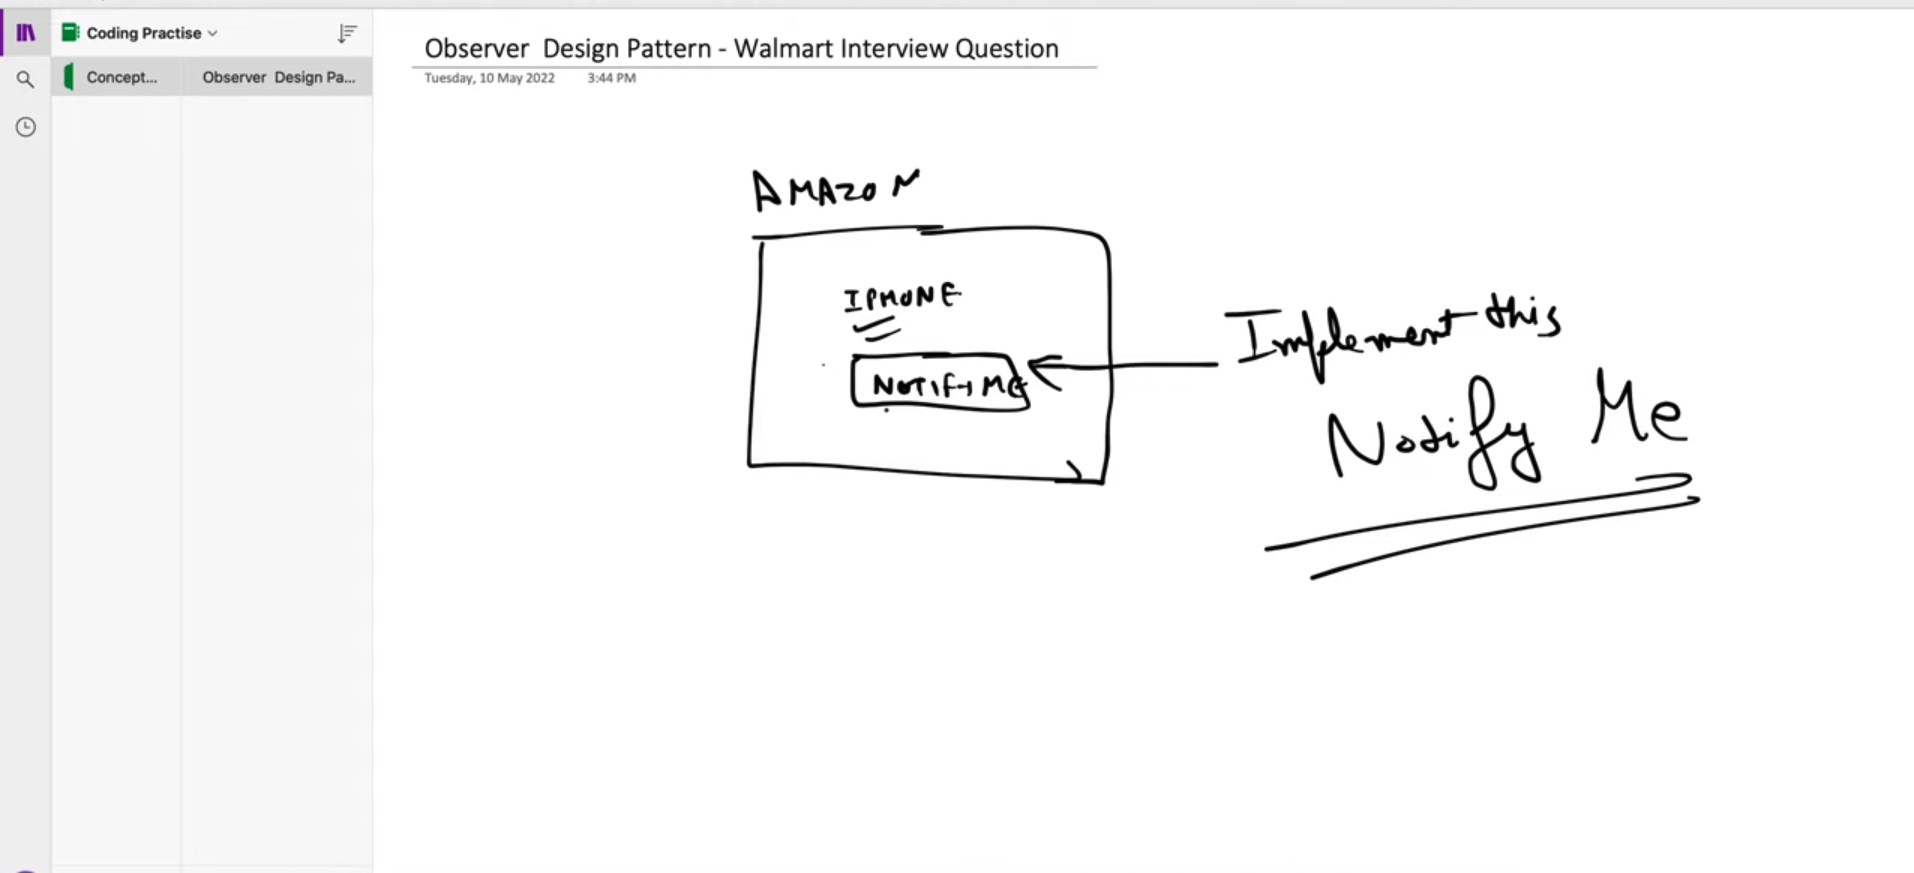 Coding Practise
Concept...
Observer Design Pa...
Observer Design Pattern - Walmart Interview Question
Tuesday, 10 May 2022 3:44 PM
AMAZON
IPHONE
NOTIFY ME
Implement this
Notify Me